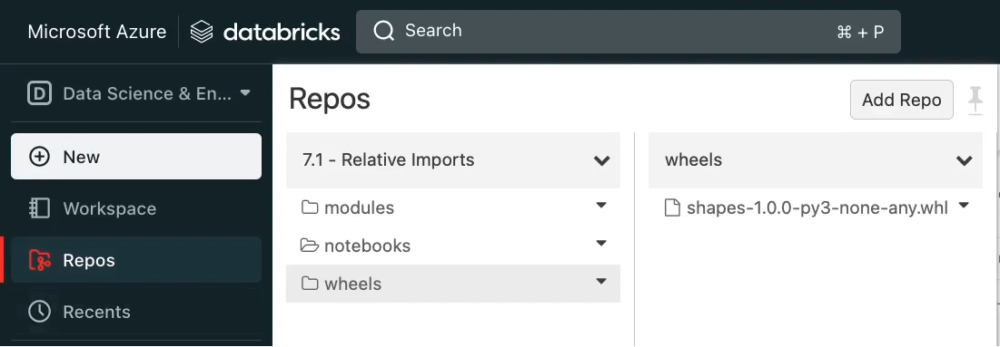 Microsoft Azure databricks Search ⌘ + P
D Data Science & En...
New
Workspace
Repos
Recents
Repos
Add Repo
7.1 - Relative Imports
modules
notebooks
wheels
wheels
shapes-1.0.0-py3-none-any.whl